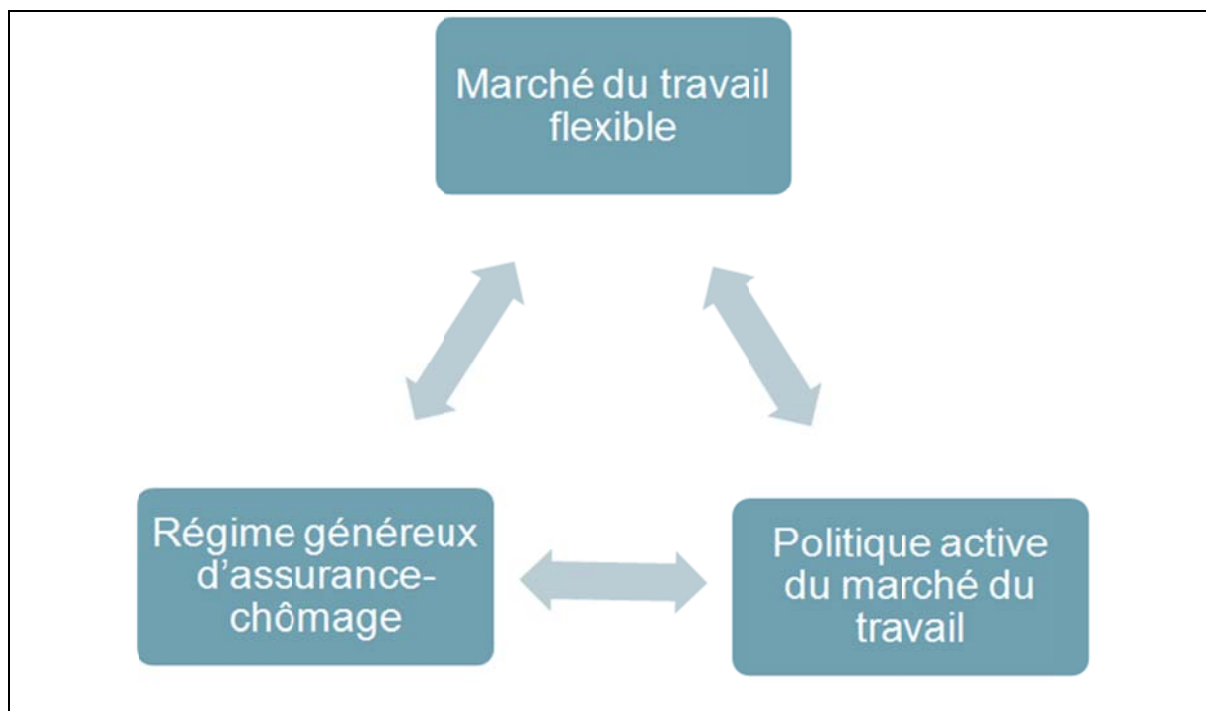 Marché du travail
flexible
Régime généreux
d'assurance-
chômage
Politique active
du marché du
travail